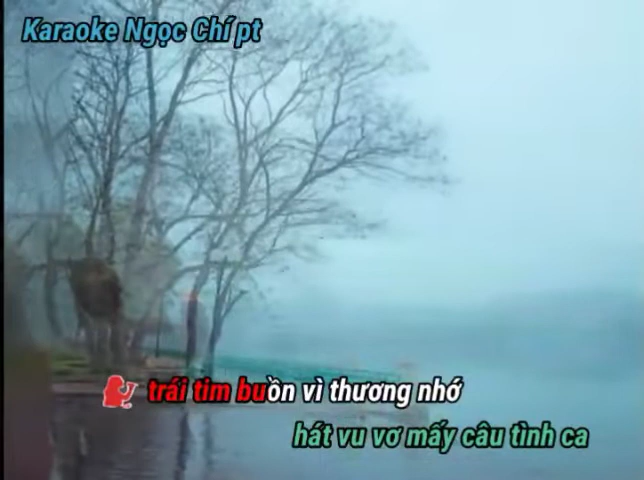 Karaoke Ngọc Chí pt
trái tim buồn vì thương nhớ
hát vu vơ mấy câu tình ca